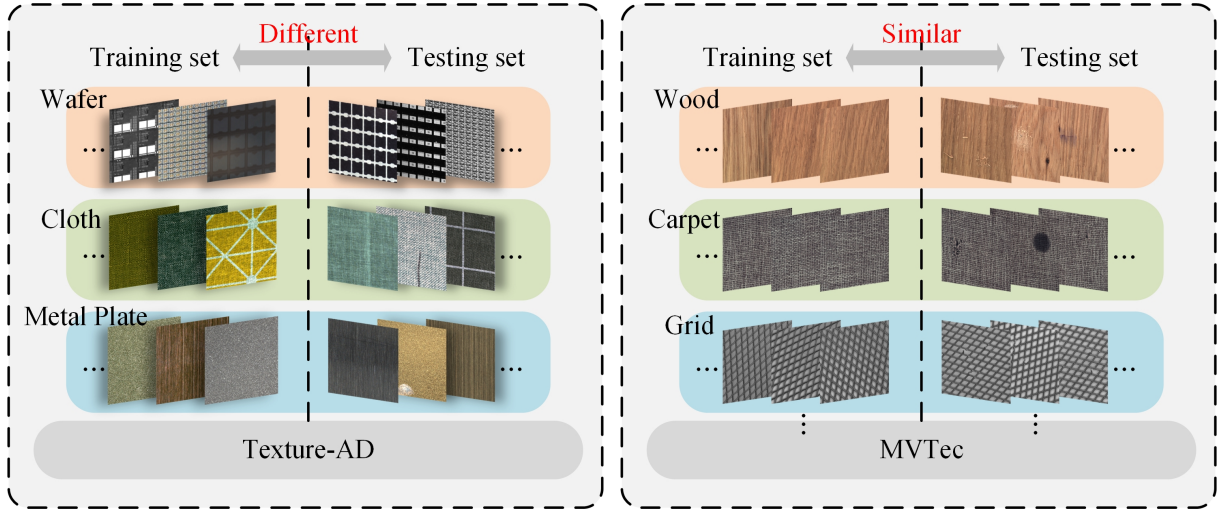 Different
Training set
Testing set
Wafer
...
...
Cloth
...
...
Metal Plate
...
...
Texture-AD
Similar
Training set
Testing set
Wood
...
...
Carpet
...
...
Grid
...
...
MVTec